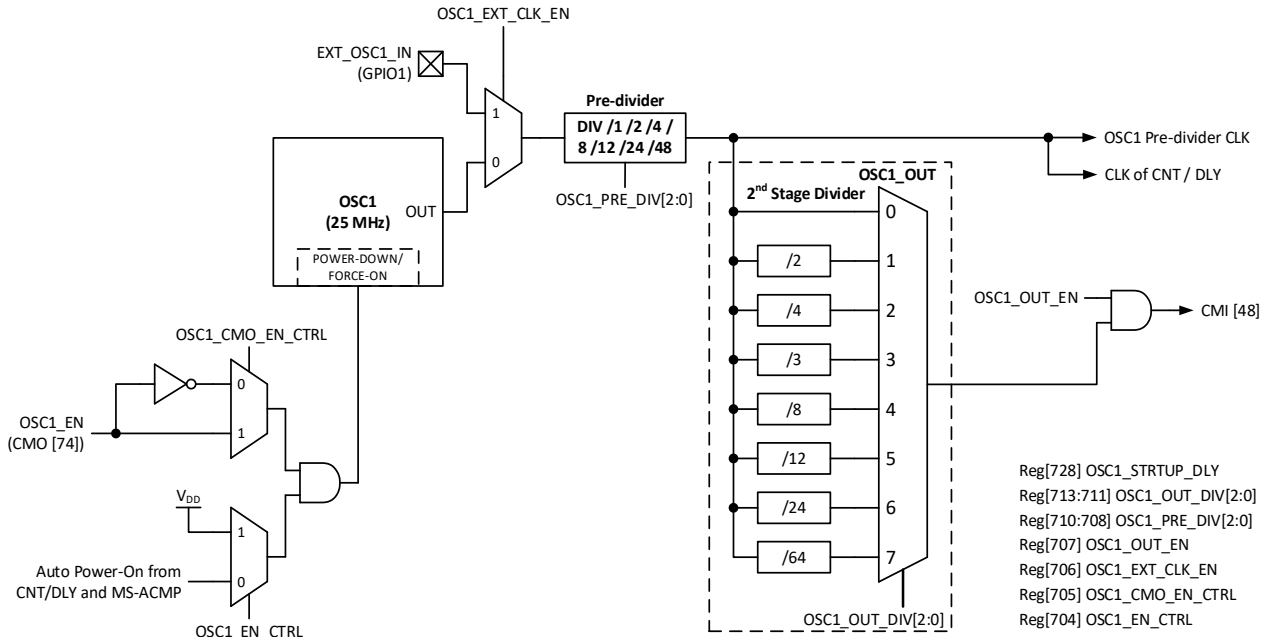 OSC1_EXT_CLK_EN
EXT_OSC1_IN
(GPIO1)
1
0
Pre-divider
DIV /1 /2 /4 /
8 /12 /24 /48
OSC1_PRE_DIV[2:0]
OSC1 Pre-divider CLK
CLK of CNT / DLY
OSC1
(25 MHz)
OUT
POWER-DOWN/
FORCE-ON
OSC1_CMO_EN_CTRL
0
1
OSC1_EN
(CMO [74])
VDD
1
0
Auto Power-On from
CNT/DLY and MS-ACMP
OSC1_EN_CTRL
OSC1_OUT
2nd Stage Divider
0
/2 1
/4 2
/3 3
/8 4
/12 5
/24 6
/64 7
OSC1_OUT_DIV[2:0]
OSC1_OUT_EN
CMI [48]
Reg[728] OSC1_STRTUP_DLY
Reg[713:711] OSC1_OUT_DIV[2:0]
Reg[710:708] OSC1_PRE_DIV[2:0]
Reg[707] OSC1_OUT_EN
Reg[706] OSC1_EXT_CLK_EN
Reg[705] OSC1_CMO_EN_CTRL
Reg[704] OSC1_EN_CTRL